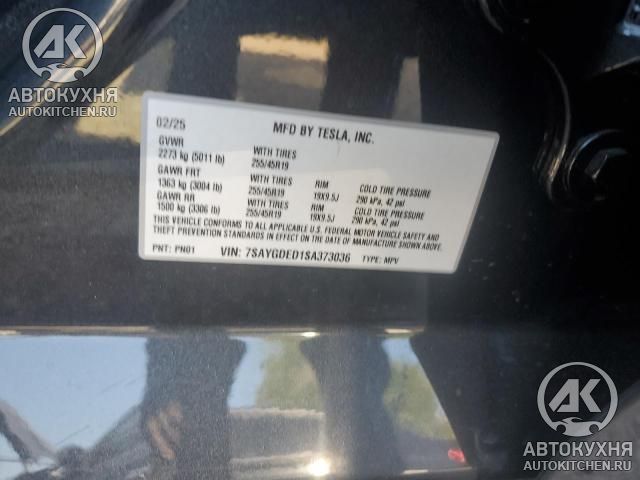 АК
АВТОКУХНЯ
AUTOKITCHEN.RU
02/25 MFD BY TESLA, INC.
GVWR
2273 kg (5011 lb) WITH TIRES 255/45R19
GAWR FRT
1363 kg (3004 lb) WITH TIRES 255/45R19 RIM 19X9.5J COLD TIRE PRESSURE 290 kPa, 42 psi
GAWR RR
1500 kg (3306 lb) WITH TIRES 255/45R19 RIM 19X9.5J COLD TIRE PRESSURE 290 kPa, 42 psi
THIS VEHICLE CONFORMS TO ALL APPLICABLE U.S. FEDERAL MOTOR VEHICLE SAFETY AND
THEFT PREVENTION STANDARDS IN EFFECT ON THE DATE OF MANUFACTURE SHOWN ABOVE.
PNT: PN01 VIN: 7SAYGDED1SA373036 TYPE: MPV
АК
АВТОКУХНЯ
AUTOKITCHEN.RU